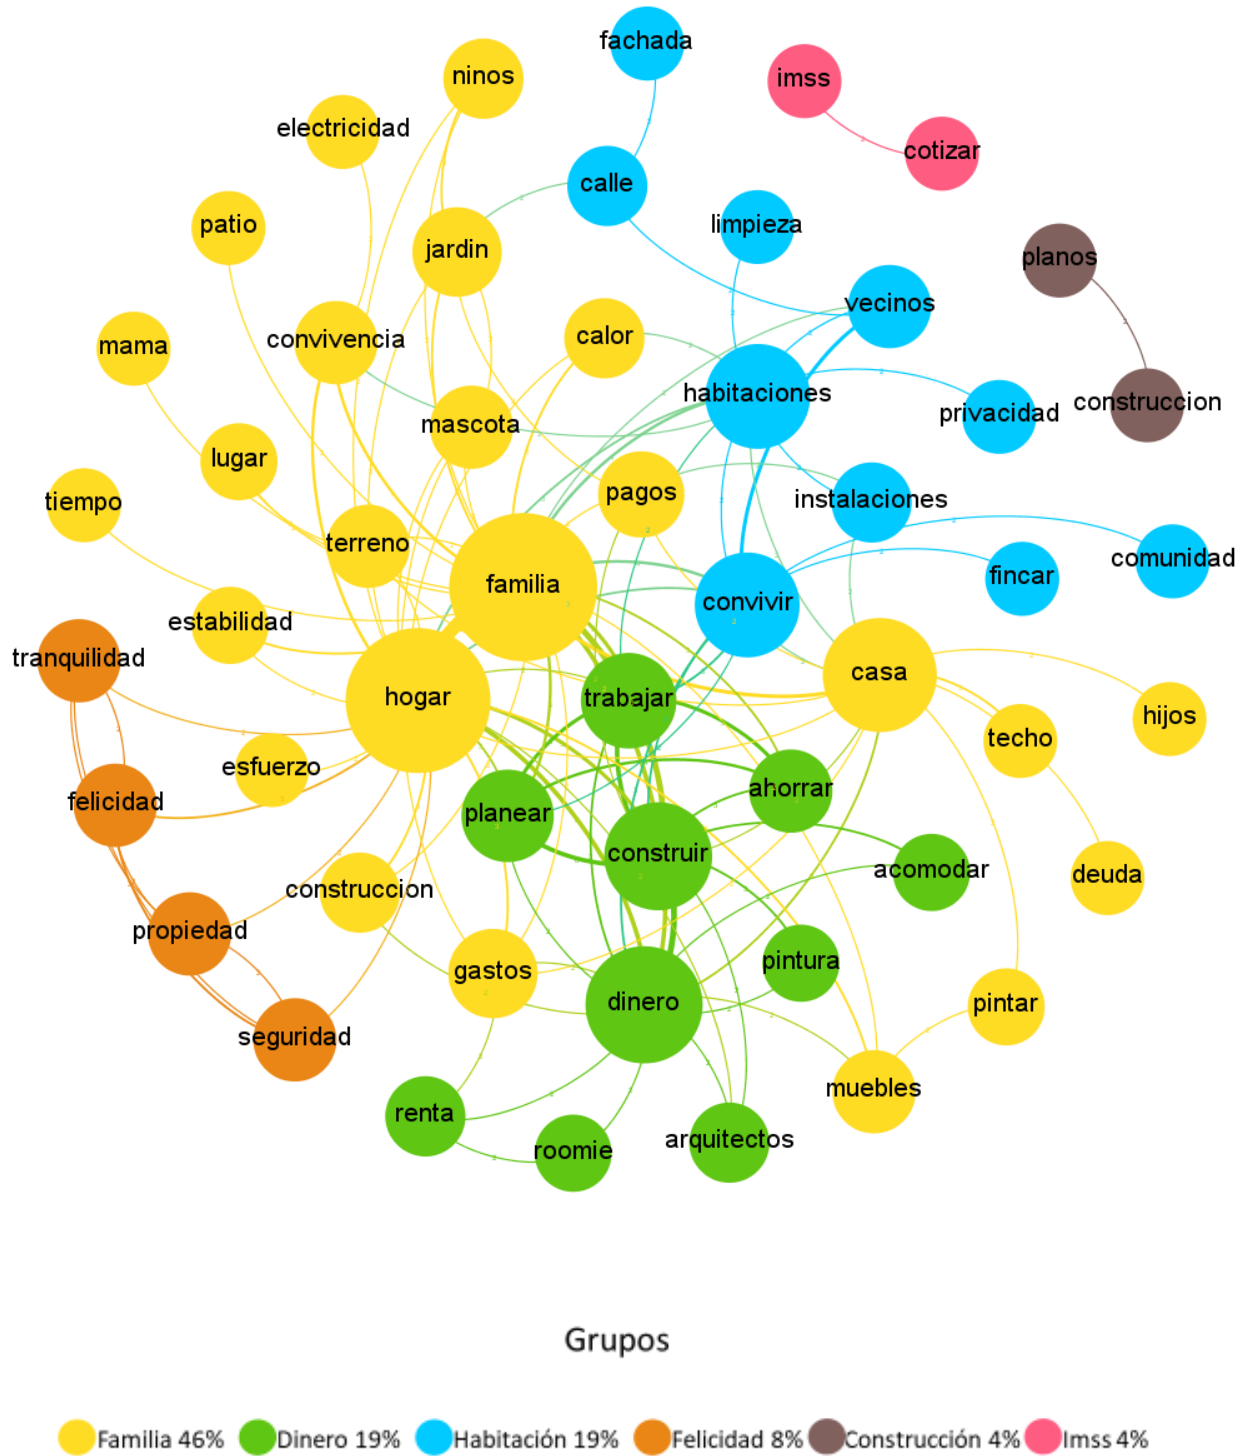 fachada
ninos
imss
electricidad
cotizar
calle
patio
limpieza
jardin
planos
vecinos
convivencia
calor
mama
habitaciones
privacidad
construccion
mascota
lugar
pagos
instalaciones
tiempo
terreno
comunidad
familia
fincar
convivir
estabilidad
tranquilidad
casa
hogar
trabajar
hijos
techo
esfuerzo
felicidad
ahorrar
planear
construir
acomodar
deuda
construccion
propiedad
pintura
gastos
dinero
pintar
seguridad
muebles
renta
arquitectos
roomie
Grupos
Familia 46% Dinero 19% Habitación 19% Felicidad 8% Construcción 4% Imss 4%